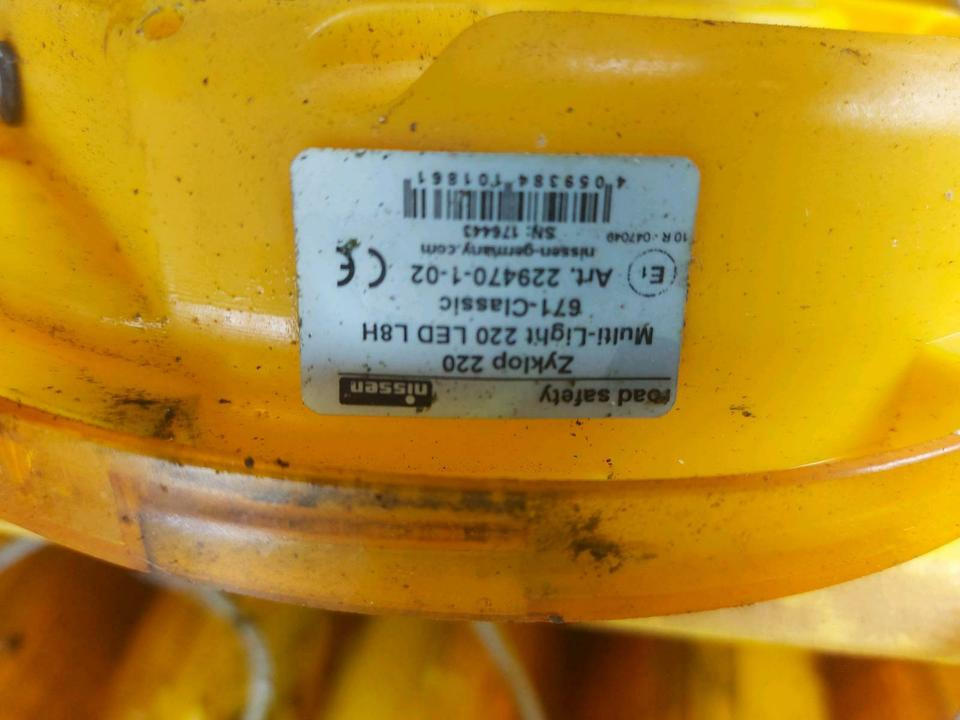 road safety nissen
Zyklop 220
Multi-Light 220 LED L8H
671-Classic
E1 Art. 229470-1-02 CE
nissen-germany.com
10 R - 047049 SN: 176443
4 059384 101861